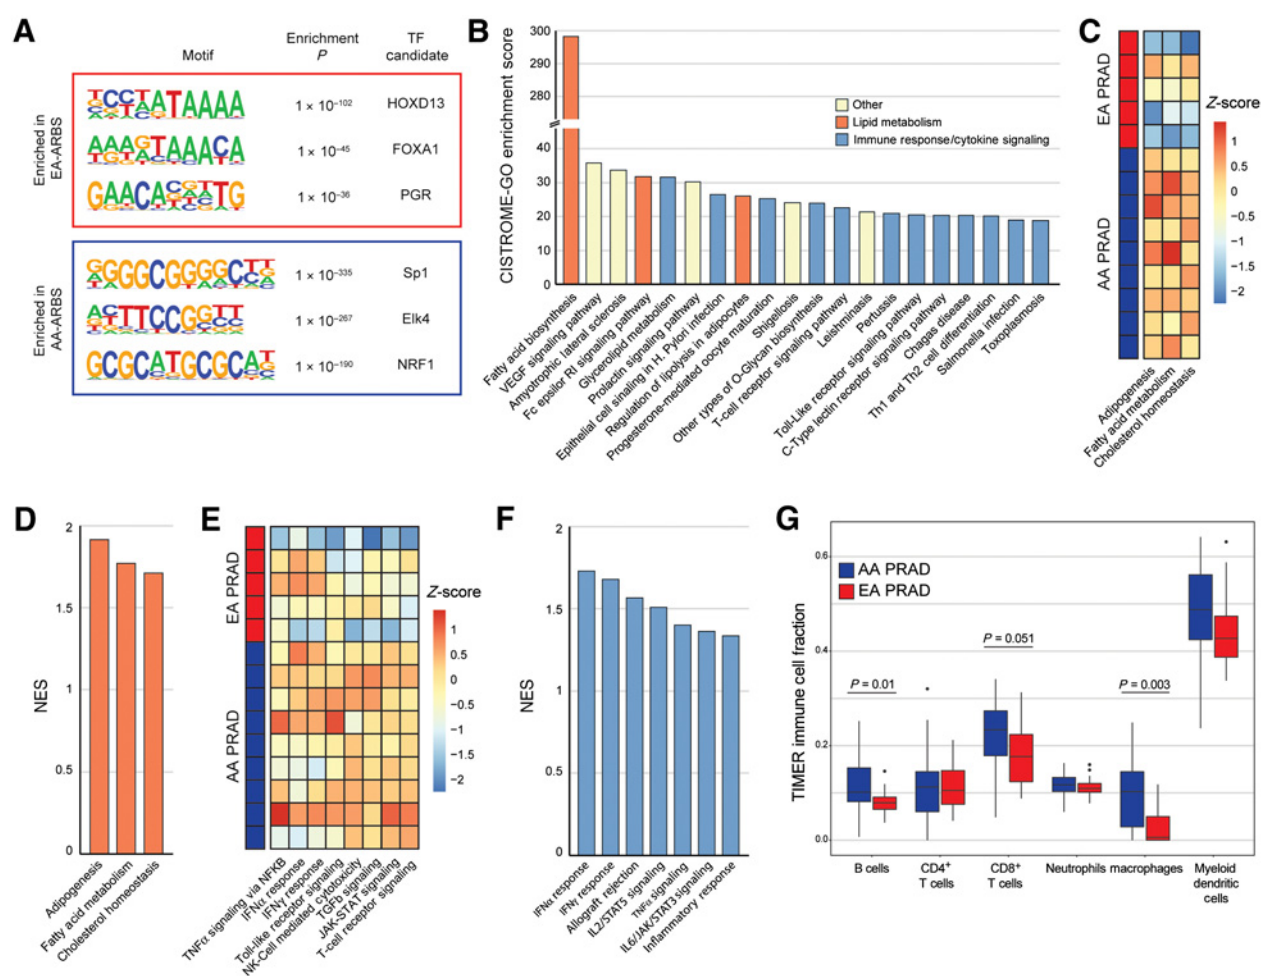 A
Motif
Enrichment
P
TF
candidate
Enriched in
EA-ARBS
1 × 10⁻¹⁰²
HOXD13
1 × 10⁻⁴⁵
FOXA1
1 × 10⁻³⁶
PGR
Enriched in
AA-ARBS
1 × 10⁻³³⁵
Sp1
1 × 10⁻²⁶⁷
Elk4
1 × 10⁻¹⁹⁰
NRF1
B
CISTROME-GO enrichment score
300
290
280
40
30
20
10
0
Other
Lipid metabolism
Immune response/cytokine signaling
Fatty acid biosynthesis
VEGF signaling pathway
Amyotrophic lateral sclerosis
Fc epsilor RI signaling pathway
Glycerolipid metabolism
Prolactin signaling pathway
Epithelial cell sinaling in H. Pylori infection
Regulation of lipolysis in adipocytes
Progesterone-mediated oocyte maturation
Shigellosis
Other types of O-Glycan biosynthesis
T-cell receptor signaling pathway
Leishminasis
Pertusis
Toll-Like receptor signaling pathway
C-Type lectin receptor signaling pathway
Chagas disease
Th1 and Th2 cell differentiation
Salmonella infection
Toxoplasmosis
C
EA PRAD
AA PRAD
Z-score
1
0.5
0
−0.5
−1
−1.5
−2
Adipogenesis
Fatty acid metabolism
Cholesterol homeostasis
D
NES
2
1.5
1
0.5
0
Adipogenesis
Fatty acid metabolism
Cholesterol homeostasis
E
EA PRAD
AA PRAD
Z-score
1
0.5
0
−0.5
−1
−1.5
−2
TNFα signaling via NFKB
IFNα response
IFNγ response
Toll-like receptor signaling
NK-Cell mediated cytotoxicity
TGFb signaling
JAK-STAT signaling
T-cell receptor signaling
F
NES
2
1.5
1
0.5
0
IFNα response
IFNγ response
Allograft rejection
IL2/STAT5 signaling
TNFα signaling
IL6/JAK/STAT3 signaling
Inflammatory response
G
TIMER immune cell fraction
0.6
0.4
0.2
0.0
AA PRAD
EA PRAD
P = 0.01
P = 0.051
P = 0.003
B cells
CD4⁺
T cells
CD8⁺
T cells
Neutrophils
macrophages
Myeloid
dendritic
cells